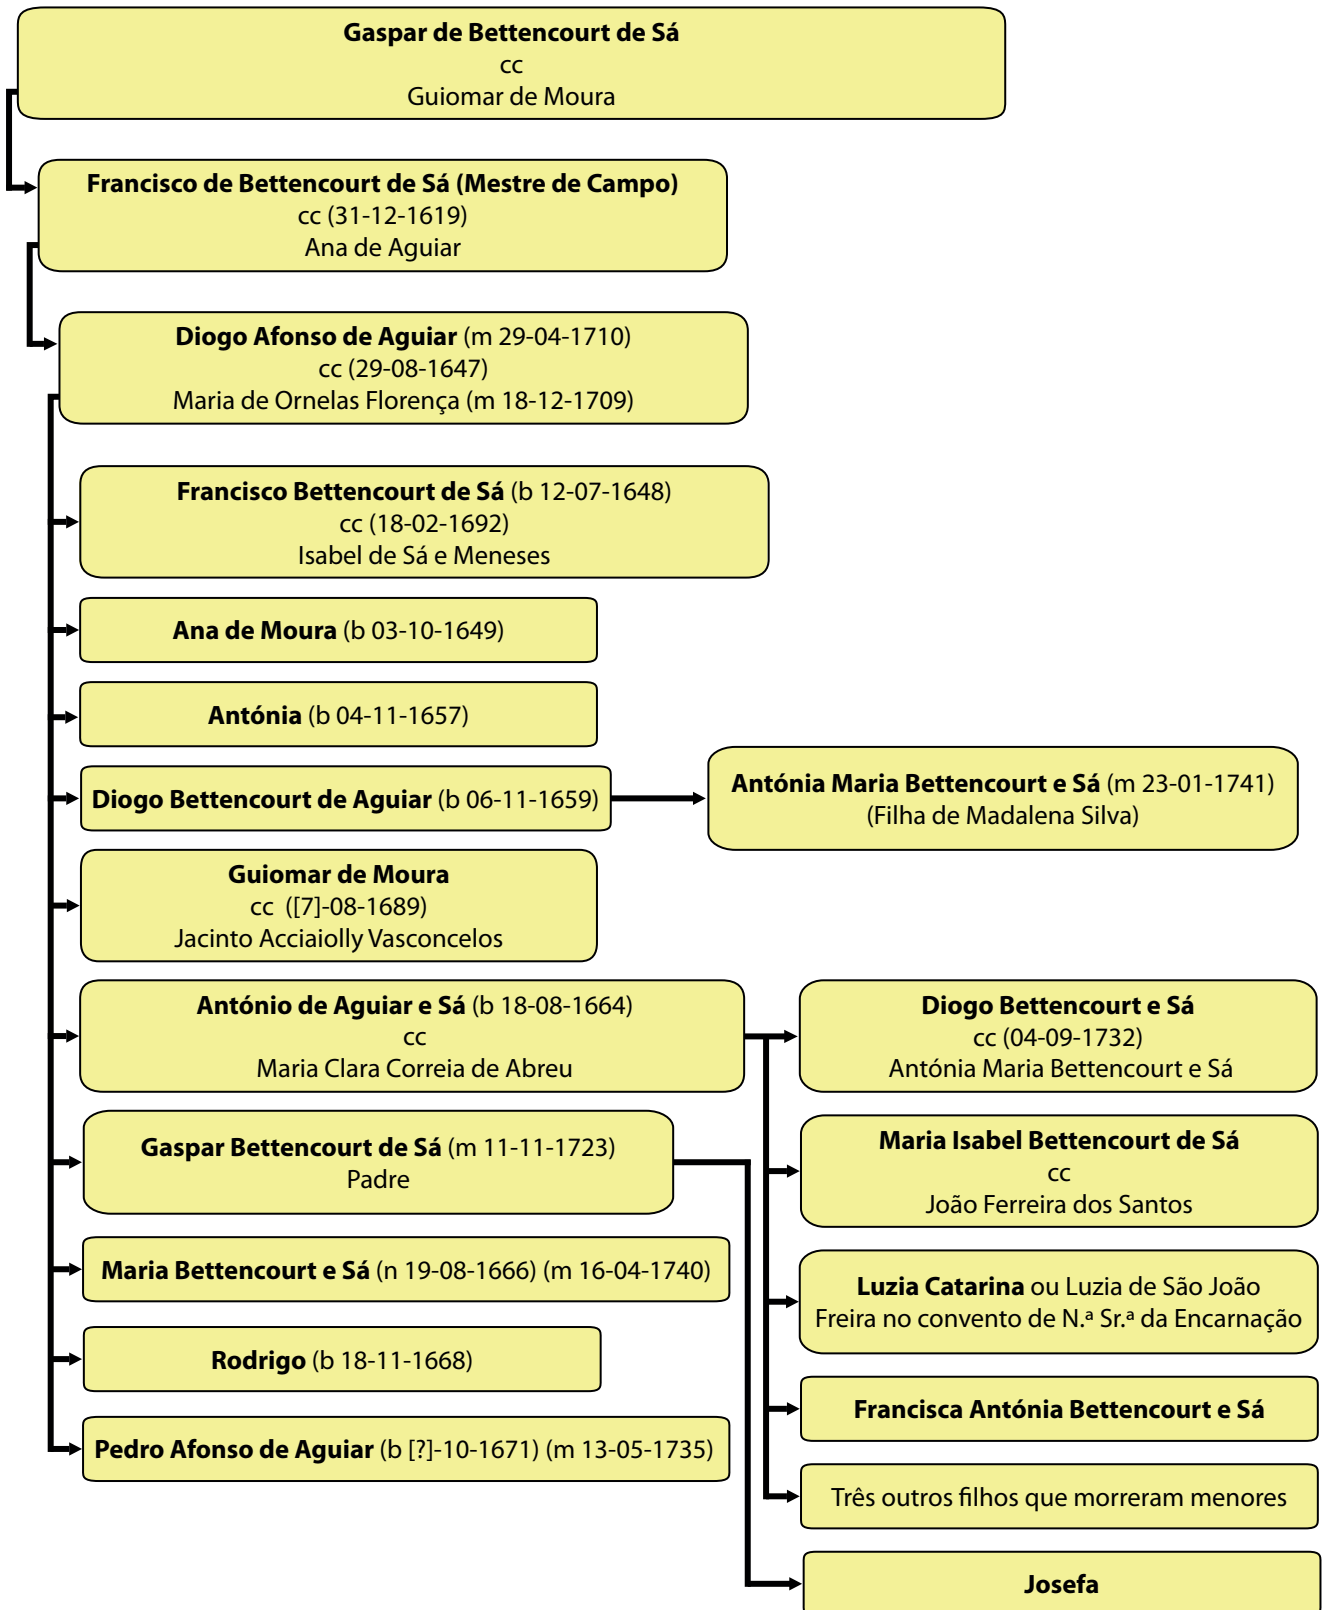 Gaspar de Bettencourt de Sá
cc
Guiomar de Moura
Francisco de Bettencourt de Sá (Mestre de Campo)
cc (31-12-1619)
Ana de Aguiar
Diogo Afonso de Aguiar (m 29-04-1710)
cc (29-08-1647)
Maria de Ornelas Florença (m 18-12-1709)
Francisco Bettencourt de Sá (b 12-07-1648)
cc (18-02-1692)
Isabel de Sá e Meneses
Ana de Moura (b 03-10-1649)
Antónia (b 04-11-1657)
Diogo Bettencourt de Aguiar (b 06-11-1659)
Antónia Maria Bettencourt e Sá (m 23-01-1741)
(Filha de Madalena Silva)
Guiomar de Moura
cc ([7]-08-1689)
Jacinto Acciaiolly Vasconcelos
António de Aguiar e Sá (b 18-08-1664)
cc
Maria Clara Correia de Abreu
Diogo Bettencourt e Sá
cc (04-09-1732)
Antónia Maria Bettencourt e Sá
Gaspar Bettencourt de Sá (m 11-11-1723)
Padre
Maria Isabel Bettencourt de Sá
cc
João Ferreira dos Santos
Maria Bettencourt e Sá (n 19-08-1666) (m 16-04-1740)
Luzia Catarina ou Luzia de São João
Freira no convento de N.ª Sr.ª da Encarnação
Rodrigo (b 18-11-1668)
Francisca Antónia Bettencourt e Sá
Pedro Afonso de Aguiar (b [?]-10-1671) (m 13-05-1735)
Três outros filhos que morreram menores
Josefa